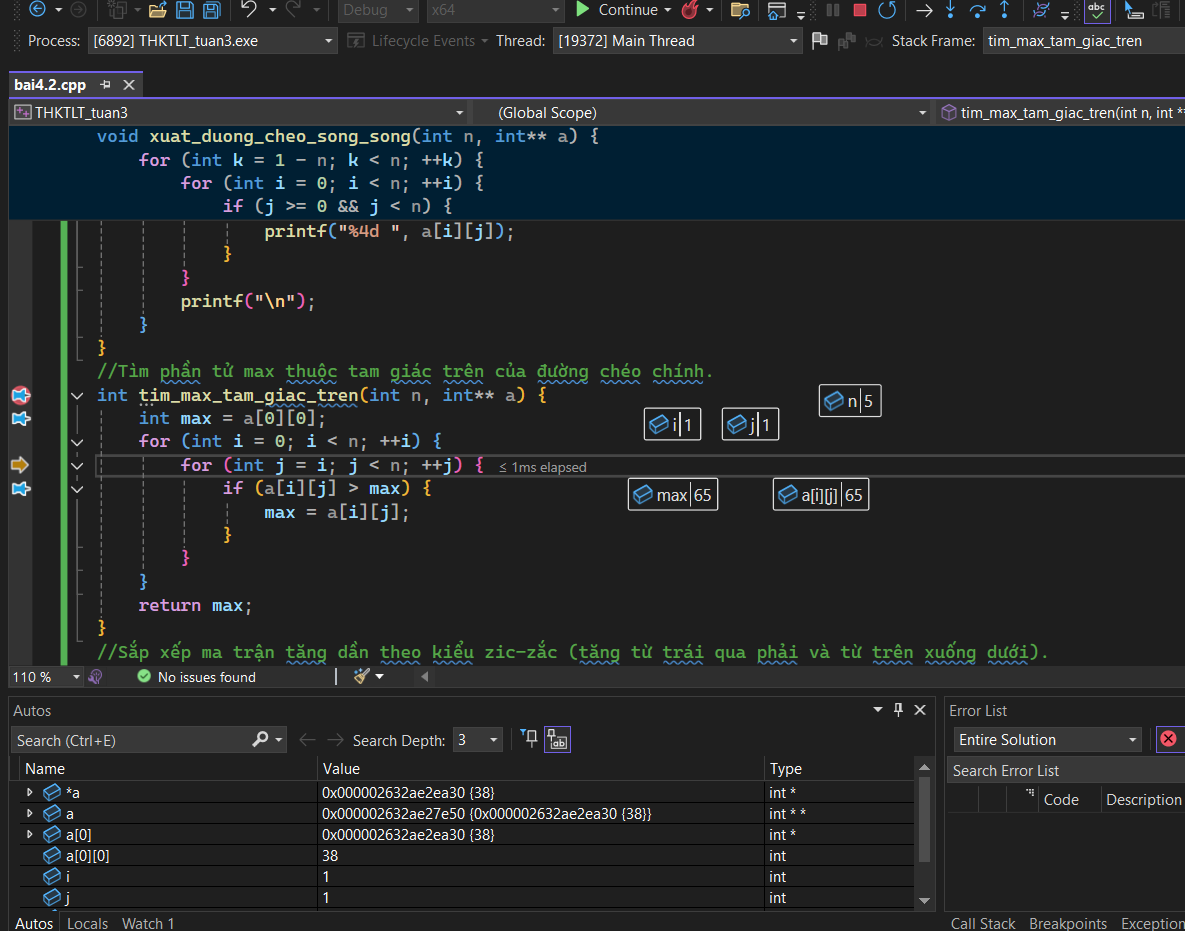 Debug x64 Continue
Process: [6892] THKTLT_tuan3.exe Lifecycle Events Thread: [19372] Main Thread Stack Frame: tim_max_tam_giac_tren
bai4.2.cpp
THKTLT_tuan3 (Global Scope) tim_max_tam_giac_tren(int n, int **
void xuat_duong_cheo_song_song(int n, int** a) {
for (int k = 1 - n; k < n; ++k) {
for (int i = 0; i < n; ++i) {
if (j >= 0 && j < n) {
printf("%4d ", a[i][j]);
}
}
printf("\n");
}
}
//Tìm phần tử max thuộc tam giác trên của đường chéo chính.
int tim_max_tam_giac_tren(int n, int** a) { n 5
int max = a[0][0]; i 1 j 1
for (int i = 0; i < n; ++i) {
for (int j = i; j < n; ++j) { ≤ 1ms elapsed
if (a[i][j] > max) { max 65 a[i][j] 65
max = a[i][j];
}
}
}
return max;
}
//Sắp xếp ma trận tăng dần theo kiểu zic-zắc (tăng từ trái qua phải và từ trên xuống dưới).
110 % No issues found
Autos
Search (Ctrl+E) Search Depth: 3
Name Value Type
*a 0x000002632ae2ea30 {38} int *
a 0x000002632ae27e50 {0x000002632ae2ea30 {38}} int * *
a[0] 0x000002632ae2ea30 {38} int *
a[0][0] 38 int
i 1 int
j 1 int
Autos Locals Watch 1
Error List
Entire Solution
Search Error List
Code Description
Call Stack Breakpoints Exception